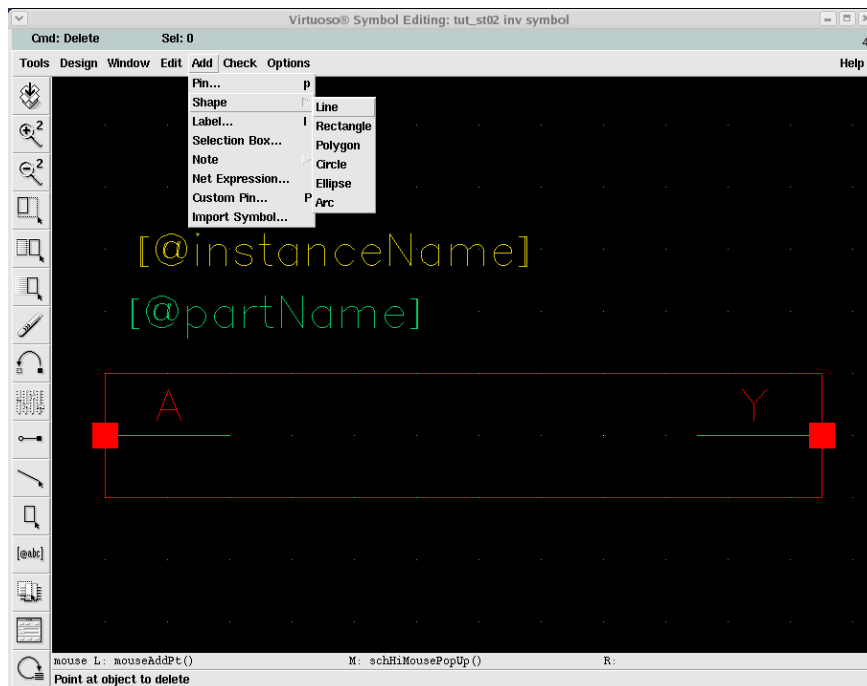 Virtuoso® Symbol Editing: tut_st02 inv symbol
Cmd: Delete Sel: 0 4
Tools Design Window Edit Add Check Options Help
Pin... p
Shape
Label... l
Selection Box...
Note
Net Expression...
Custom Pin... P
Import Symbol...
Line
Rectangle
Polygon
Circle
Ellipse
Arc
2
2
[@instanceName]
[@partName]
A Y
[@abc]
mouse L: mouseAddPt() M: schHiMousePopUp() R:
Point at object to delete